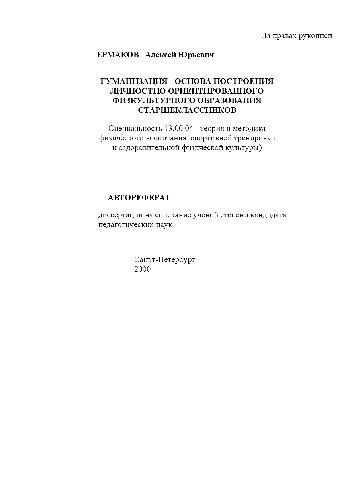 На правах рукописи
ЕРМАКОВ Алексей Юрьевич
ГУМАНИЗАЦИЯ - ОСНОВА ПОСТРОЕНИЯ
ЛИЧНОСТНО ОРИЕНТИРОВАННОГО
ФИЗКУЛЬТУРНОГО ОБРАЗОВАНИЯ
СТАРШЕКЛАССНИКОВ
Специальность 13.00.04 - теория и методика
физического воспитания, спортивной тренировки
и оздоровительной физической культуры)
АВТОРЕФЕРАТ
диссертации на соискание ученой степени кандидата
педагогических наук
Санкт-Петербург
2000